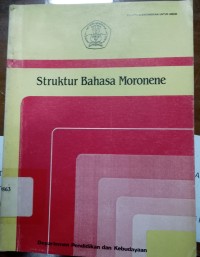 Struktur Bahasa Moronene
Departemen Pendidikan dan Kebudayaan